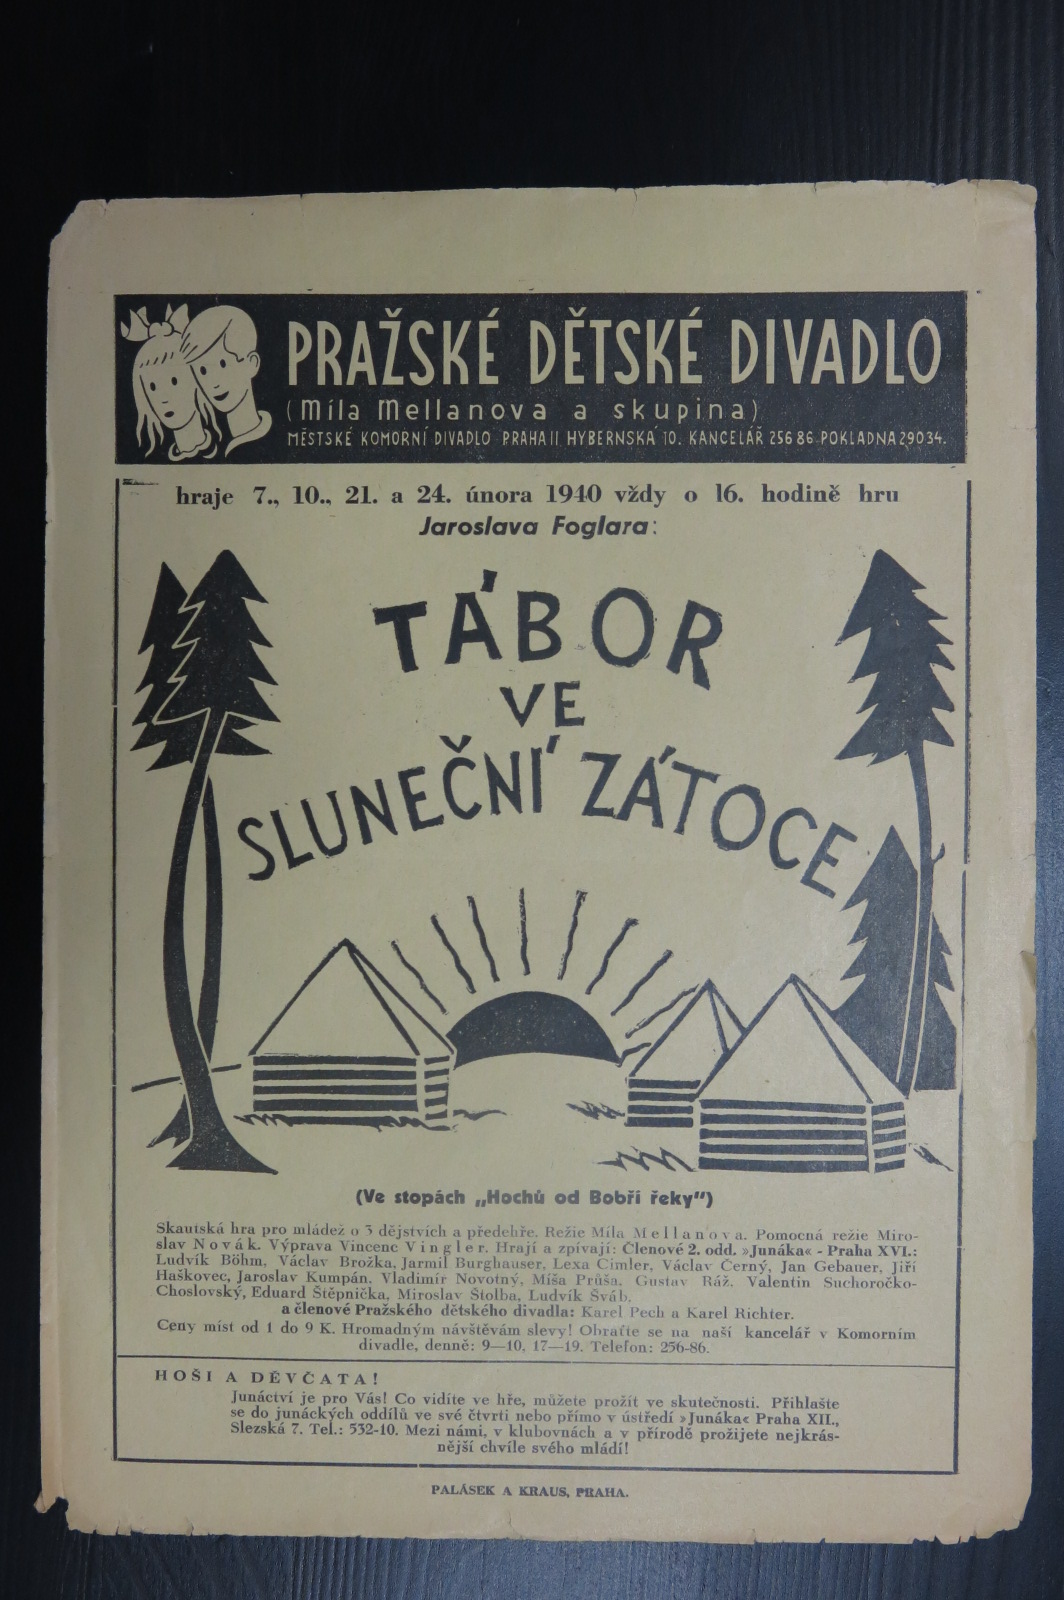 PRAŽSKÉ DĚTSKÉ DIVADLO
(Míla Mellanova a skupina)
MĚSTSKÉ KOMORNÍ DIVADLO PRAHA II HYBERNSKÁ 10. KANCELÁŘ 25686 POKLADNA 29034.
hraje 7., 10., 21. a 24. února 1940 vždy o 16. hodině hru
Jaroslava Foglara:
TÁBOR
VE
SLUNEČNÍ ZÁTOCE
(Ve stopách „Hochů od Bobří řeky")
Skautská hra pro mládež o 3 dějstvích a předehře. Režie Míla Mellanova. Pomocná režie Miro-
slav Novák. Výprava Vincenc Vingler. Hrají a zpívají: Členové 2. odd. »Junáka« - Praha XVI.:
Ludvík Böhm, Václav Brožka, Jarmil Burghauser, Lexa Cimler, Václav Černý, Jan Gebauer, Jiří
Haškovec, Jaroslav Kumpán, Vladimír Novotný, Míša Průša, Gustav Ráž, Valentin Suchoročko-
Choslovský, Eduard Štěpnička, Miroslav Štolba, Ludvík Šváb.
a členové Pražského dětského divadla: Karel Pech a Karel Richter.
Ceny míst od 1 do 9 K. Hromadným návštěvám slevy! Obraťte se na naší kancelář v Komorním
divadle, denně: 9—10, 17—19. Telefon: 256-86.
HOŠI A DĚVČATA!
Junáctví je pro Vás! Co vidíte ve hře, můžete prožít ve skutečnosti. Přihlašte
se do junáckých oddílů ve své čtvrti nebo přímo v ústředí »Junáka« Praha XII.,
Slezská 7. Tel.: 532-10. Mezi námi, v klubovnách a v přírodě prožijete nejkrás-
nější chvíle svého mládí!
PALÁSEK A KRAUS, PRAHA.